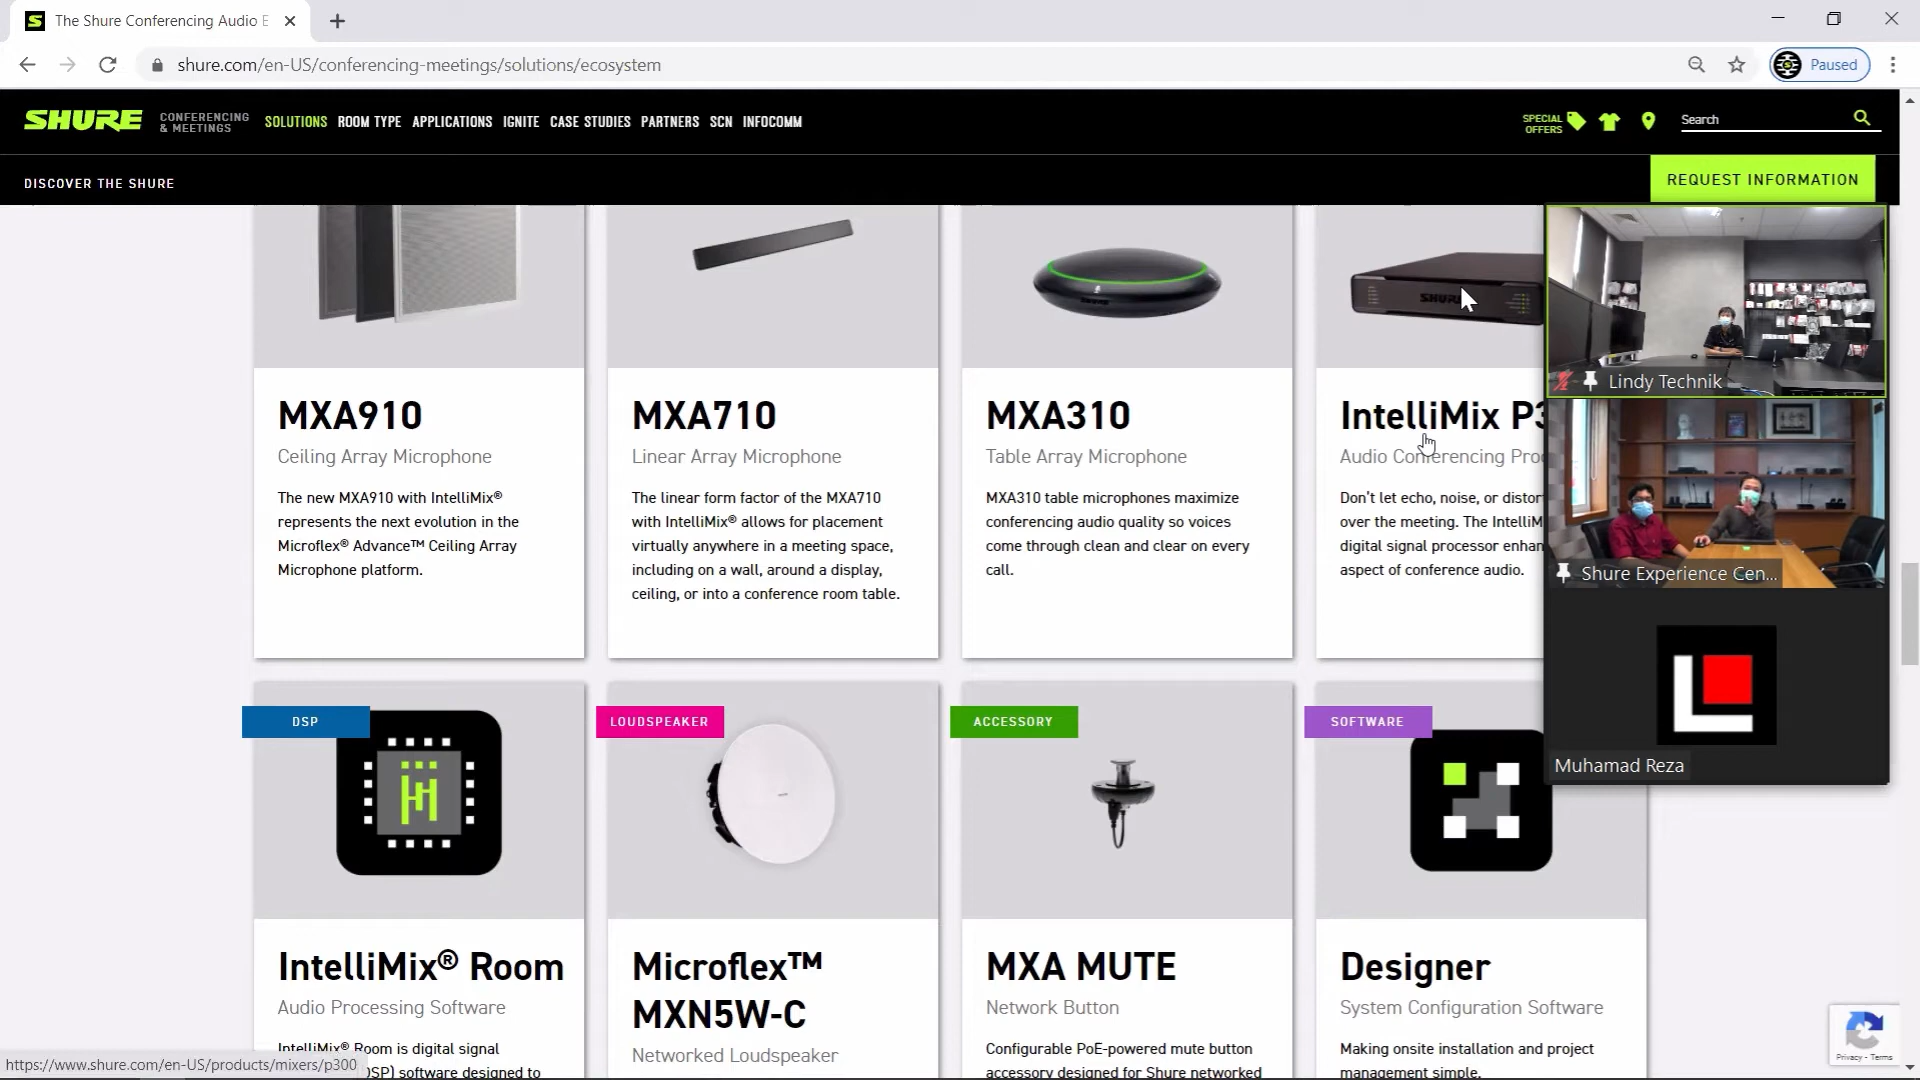 The Shure Conferencing Audio E
shure.com/en-US/conferencing-meetings/solutions/ecosystem
Paused
SHURE
CONFERENCING
& MEETINGS
SOLUTIONS
ROOM TYPE
APPLICATIONS
IGNITE
CASE STUDIES
PARTNERS
SCN
INFOCOMM
SPECIAL
OFFERS
Search
DISCOVER THE SHURE
REQUEST INFORMATION
MXA910
Ceiling Array Microphone
The new MXA910 with IntelliMix®
represents the next evolution in the
Microflex® Advance™ Ceiling Array
Microphone platform.
MXA710
Linear Array Microphone
The linear form factor of the MXA710
with IntelliMix® allows for placement
virtually anywhere in a meeting space,
including on a wall, around a display,
ceiling, or into a conference room table.
MXA310
Table Array Microphone
MXA310 table microphones maximize
conferencing audio quality so voices
come through clean and clear on every
call.
SHUR
IntelliMix P3
Audio Conferencing Pro
Don't let echo, noise, or distor
over the meeting. The IntelliM
digital signal processor enhan
aspect of conference audio.
Lindy Technik
Shure Experience Cen...
Muhamad Reza
DSP
IntelliMix® Room
Audio Processing Software
IntelliMix® Room is digital signal
DSP) software designed to
LOUDSPEAKER
Microflex™
MXN5W-C
Networked Loudspeaker
ACCESSORY
MXA MUTE
Network Button
Configurable PoE-powered mute button
accessory designed for Shure networked
SOFTWARE
Designer
System Configuration Software
Making onsite installation and project
management simple.
Privacy - Terms
https://www.shure.com/en-US/products/mixers/p300